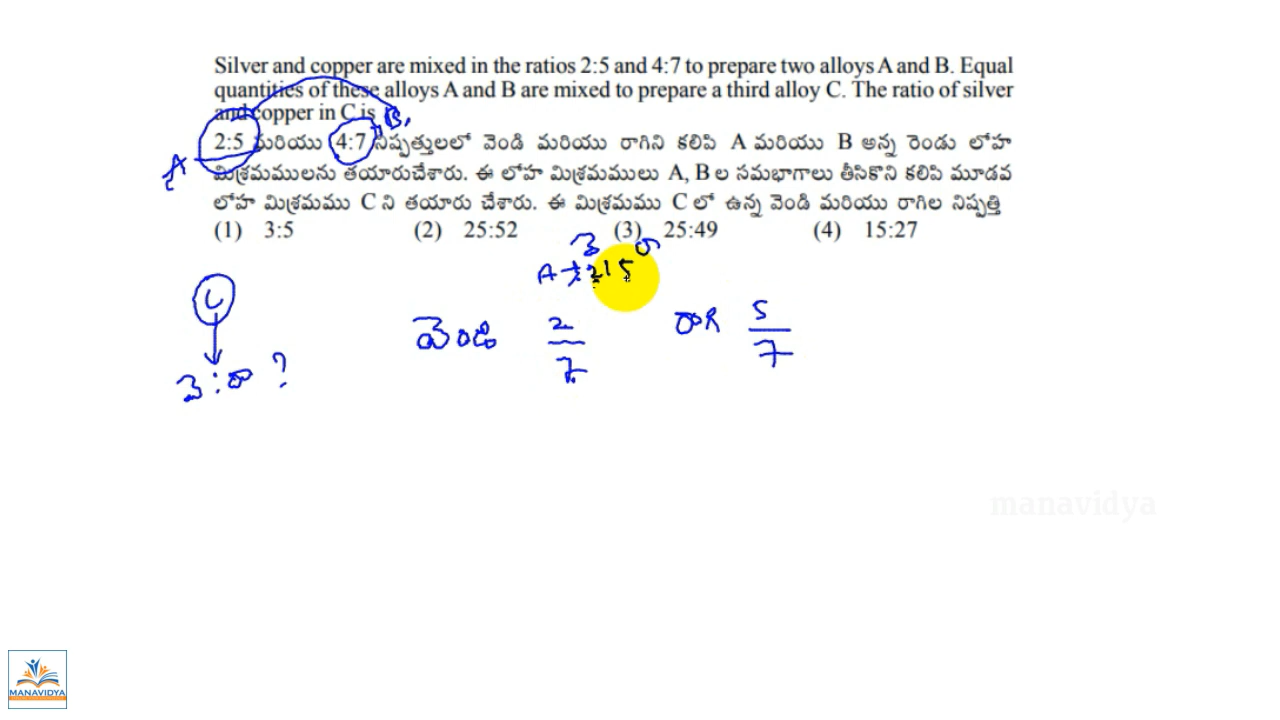 Silver and copper are mixed in the ratios 2:5 and 4:7 to prepare two alloys A and B. Equal
quantities of these alloys A and B are mixed to prepare a third alloy C. The ratio of silver
and copper in C is
B
2:5 మరియు 4:7 నిష్పత్తులలో వెండి మరియు రాగిని కలిపి A మరియు B అన్న రెండు లోహ
A
మిశ్రమములను తయారుచేశారు. ఈ లోహ మిశ్రమములు A, B ల సమభాగాలు తీసికొని కలిపి మూడవ
లోహ మిశ్రమము C ని తయారు చేశారు. ఈ మిశ్రమము C లో ఉన్న వెండి మరియు రాగిల నిష్పత్తి
(1) 3:5 (2) 25:52 (3) 25:49 (4) 15:27
వె రా
A → 2:5
C
వెండి 2/7 రాగి 5/7
వె:రా ?
manavidya
MANAVIDYA